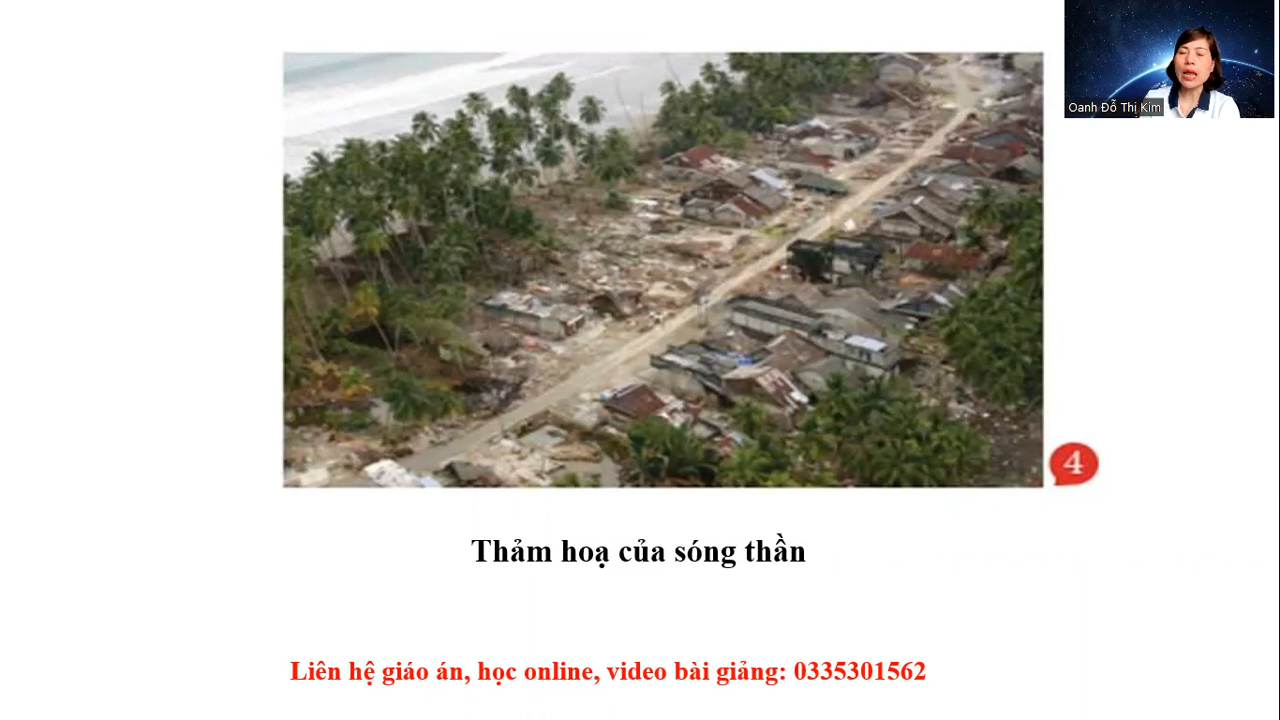 Oanh Đỗ Thị Kim
4
Thảm hoạ của sóng thần
Liên hệ giáo án, học online, video bài giảng: 0335301562